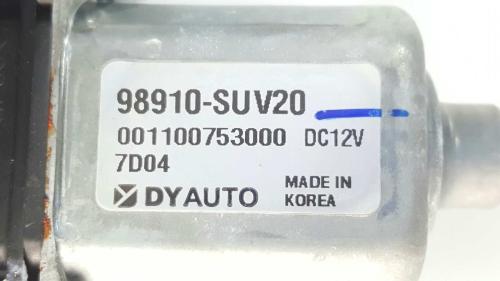 98910-SUV20
001100753000 DC12V
7D04
DYAUTO MADE IN
KOREA